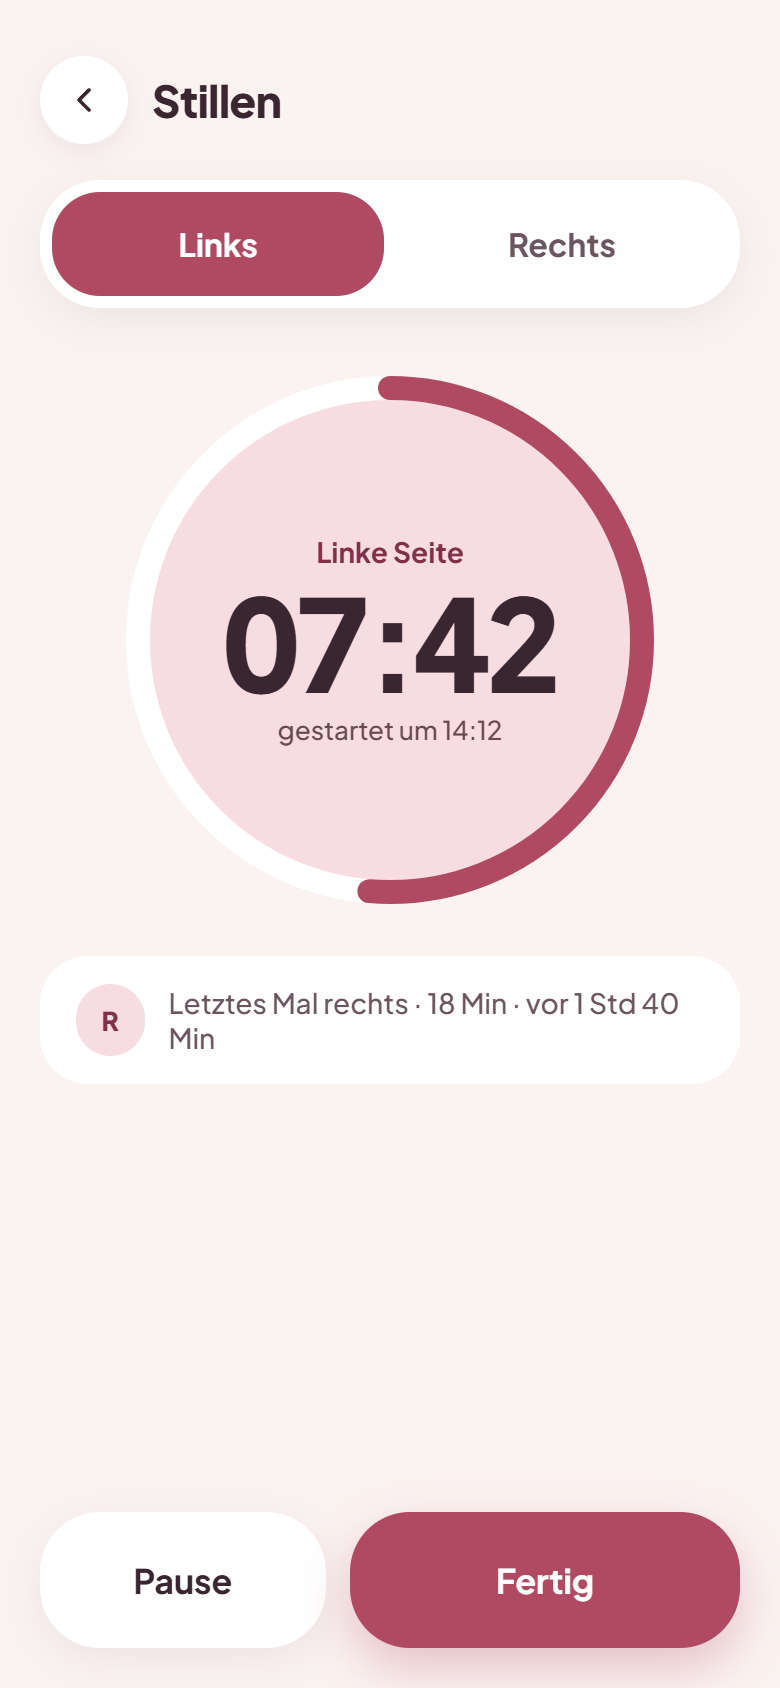 Stillen
Links
Rechts
Linke Seite
07:42
gestartet um 14:12
R
Letztes Mal rechts · 18 Min · vor 1 Std 40
Min
Pause
Fertig